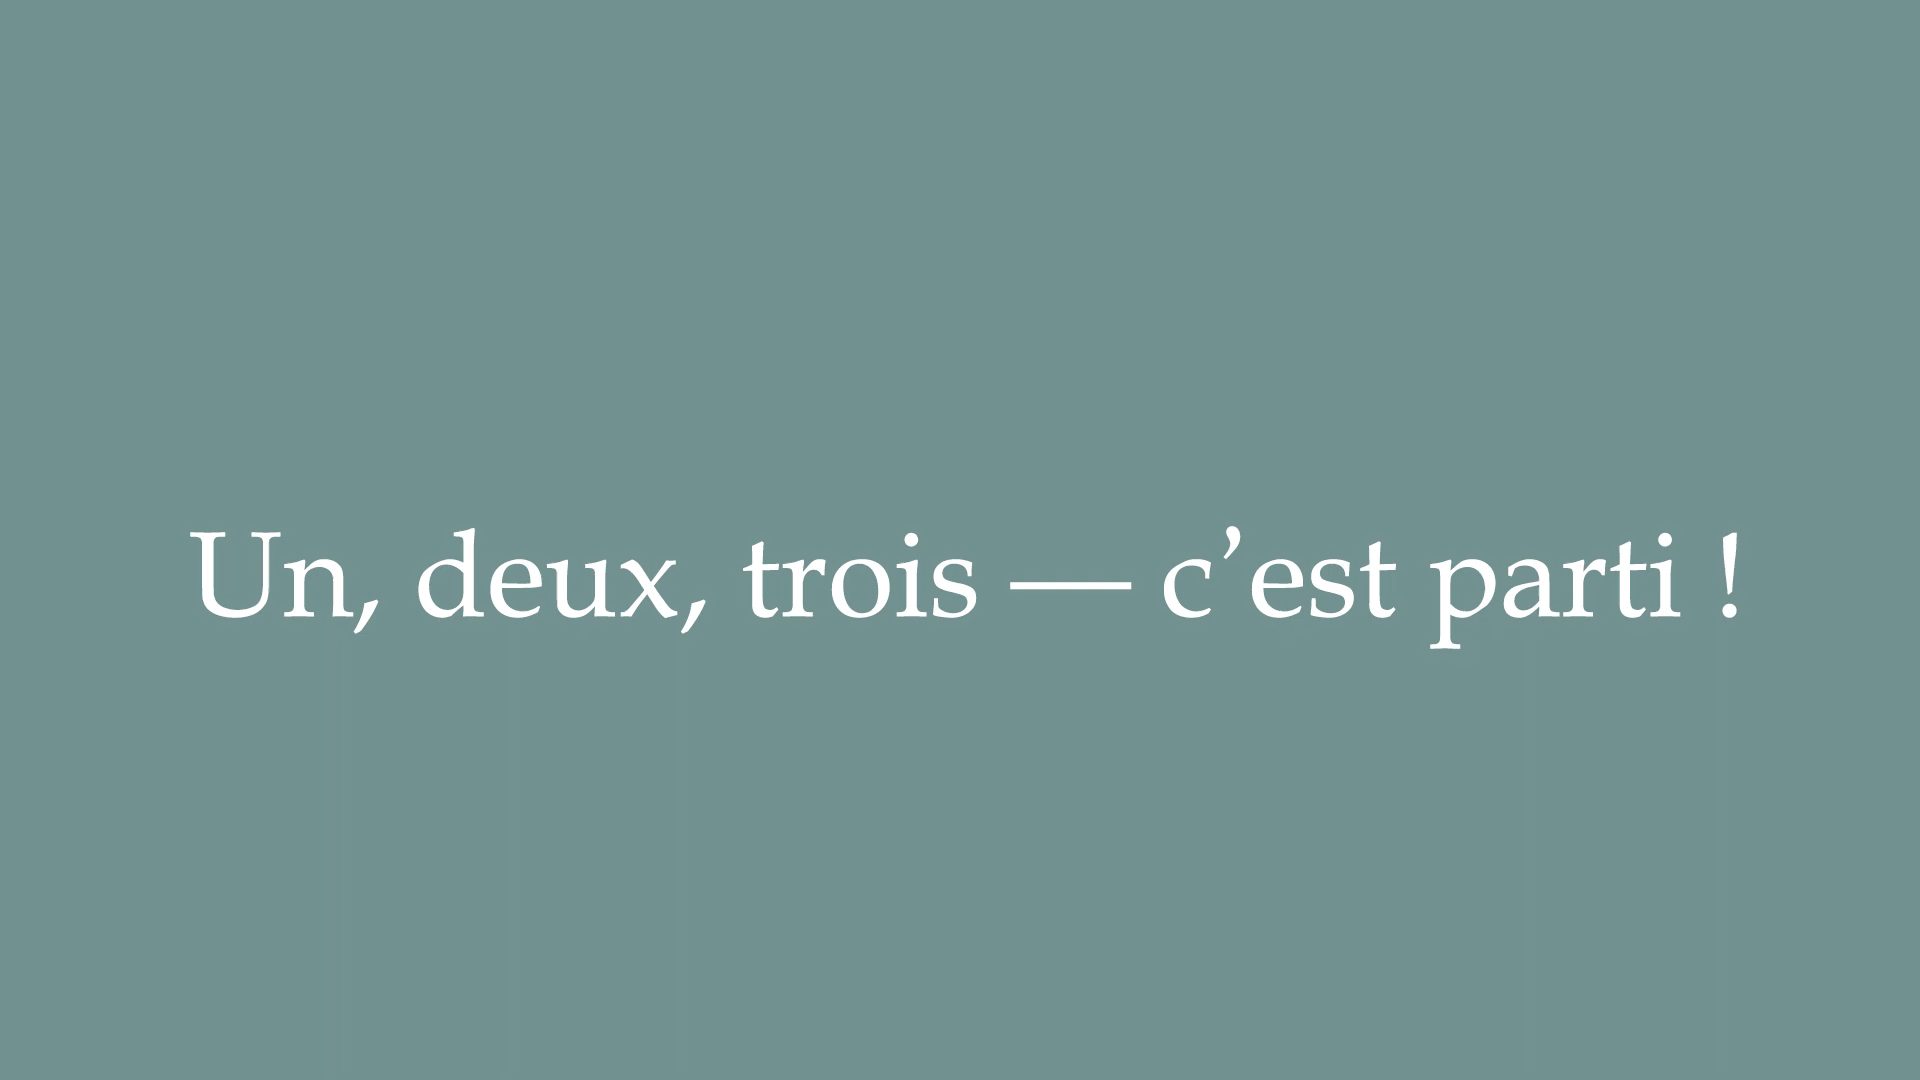 Un, deux, trois — c’est parti !